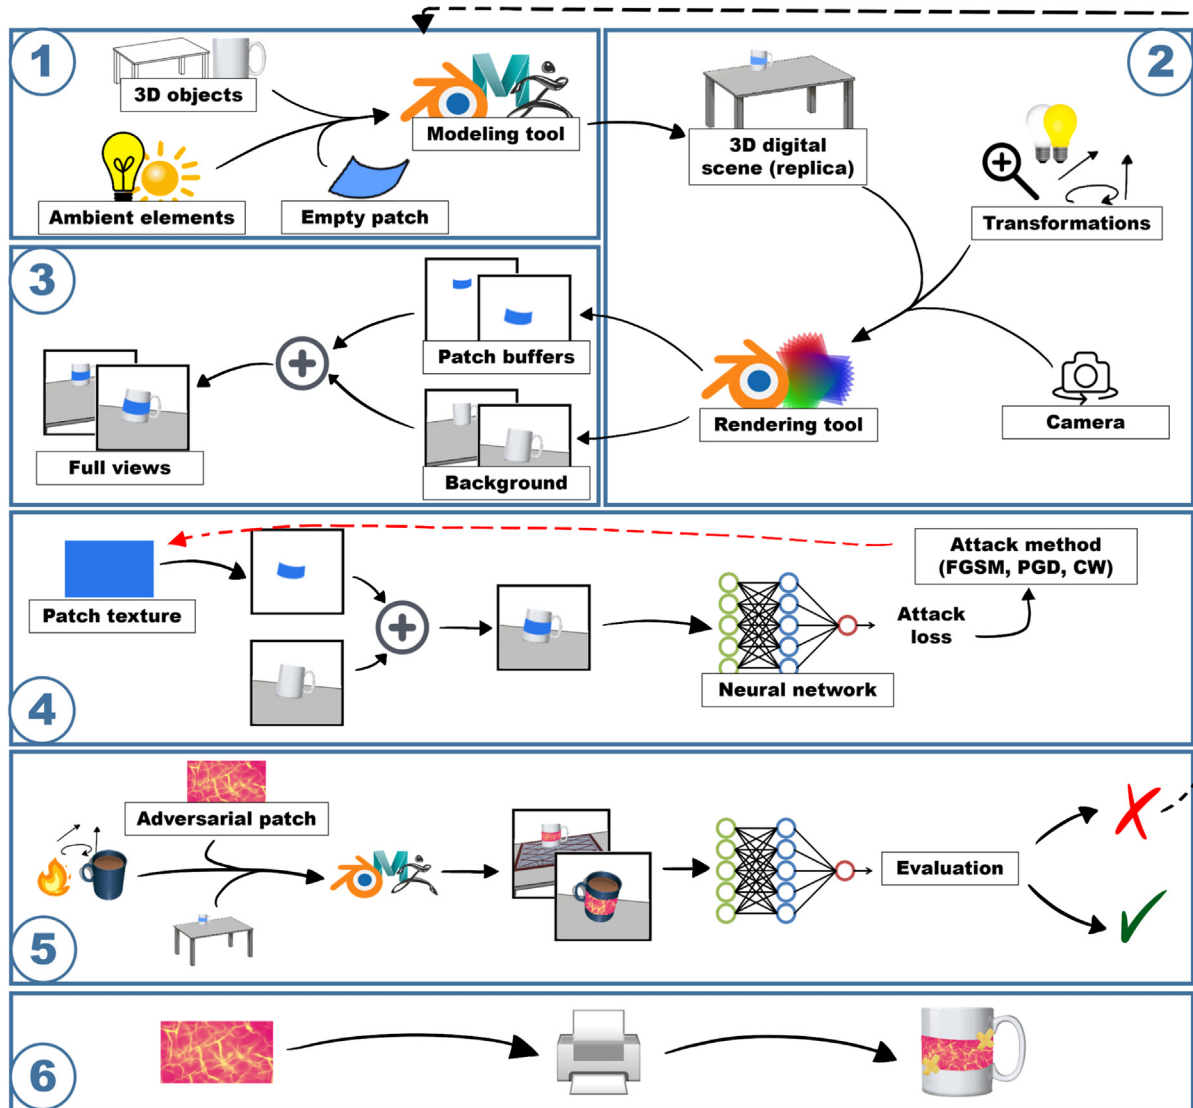 1
3D objects
Modeling tool
Ambient elements
Empty patch
2
3D digital
scene (replica)
Transformations
Rendering tool
Camera
3
Patch buffers
Full views
Background
4
Patch texture
Attack method
(FGSM, PGD, CW)
Attack
loss
Neural network
5
Adversarial patch
Evaluation
6